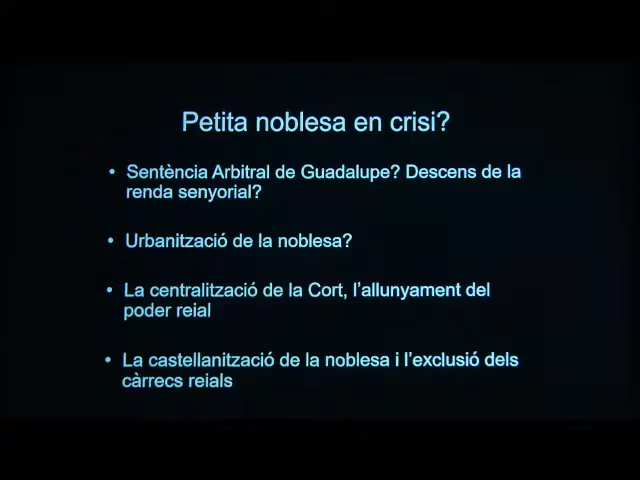 Petita noblesa en crisi?
• Sentència Arbitral de Guadalupe? Descens de la
renda senyorial?
• Urbanització de la noblesa?
• La centralització de la Cort, l’allunyament del
poder reial
• La castellanització de la noblesa i l’exclusió dels
càrrecs reials